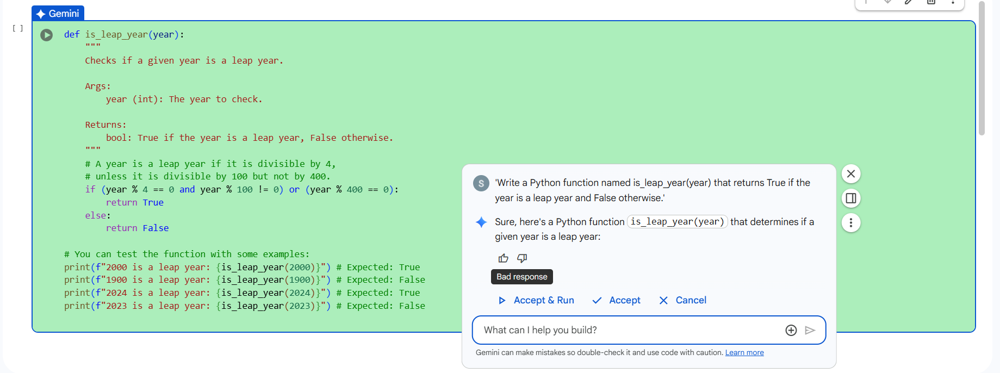 Gemini
[ ]
def is_leap_year(year):
    """
    Checks if a given year is a leap year.

    Args:
        year (int): The year to check.

    Returns:
        bool: True if the year is a leap year, False otherwise.
    """
    # A year is a leap year if it is divisible by 4,
    # unless it is divisible by 100 but not by 400.
    if (year % 4 == 0 and year % 100 != 0) or (year % 400 == 0):
        return True
    else:
        return False

# You can test the function with some examples:
print(f"2000 is a leap year: {is_leap_year(2000)}") # Expected: True
print(f"1900 is a leap year: {is_leap_year(1900)}") # Expected: False
print(f"2024 is a leap year: {is_leap_year(2024)}") # Expected: True
print(f"2023 is a leap year: {is_leap_year(2023)}") # Expected: False
S
'Write a Python function named is_leap_year(year) that returns True if the
year is a leap year and False otherwise.'
Sure, here's a Python function is_leap_year(year) that determines if a
given year is a leap year:
Bad response
Accept & Run Accept Cancel
What can I help you build?
Gemini can make mistakes so double-check it and use code with caution. Learn more